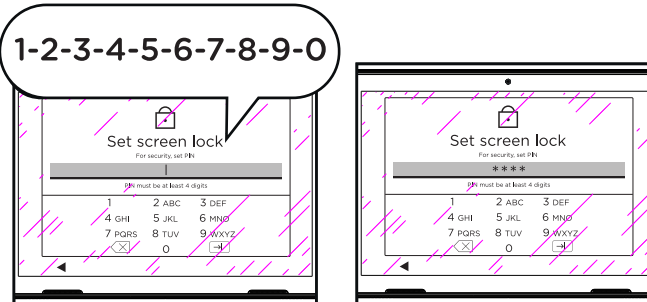 1-2-3-4-5-6-7-8-9-0
Set screen lock
For security, set PIN
PIN must be at least 4 digits
1 2 ABC 3 DEF
4 GHI 5 JKL 6 MNO
7 PQRS 8 TUV 9 WXYZ
0
Set screen lock
For security, set PIN
****
PIN must be at least 4 digits
1 2 ABC 3 DEF
4 GHI 5 JKL 6 MNO
7 PQRS 8 TUV 9 WXYZ
0